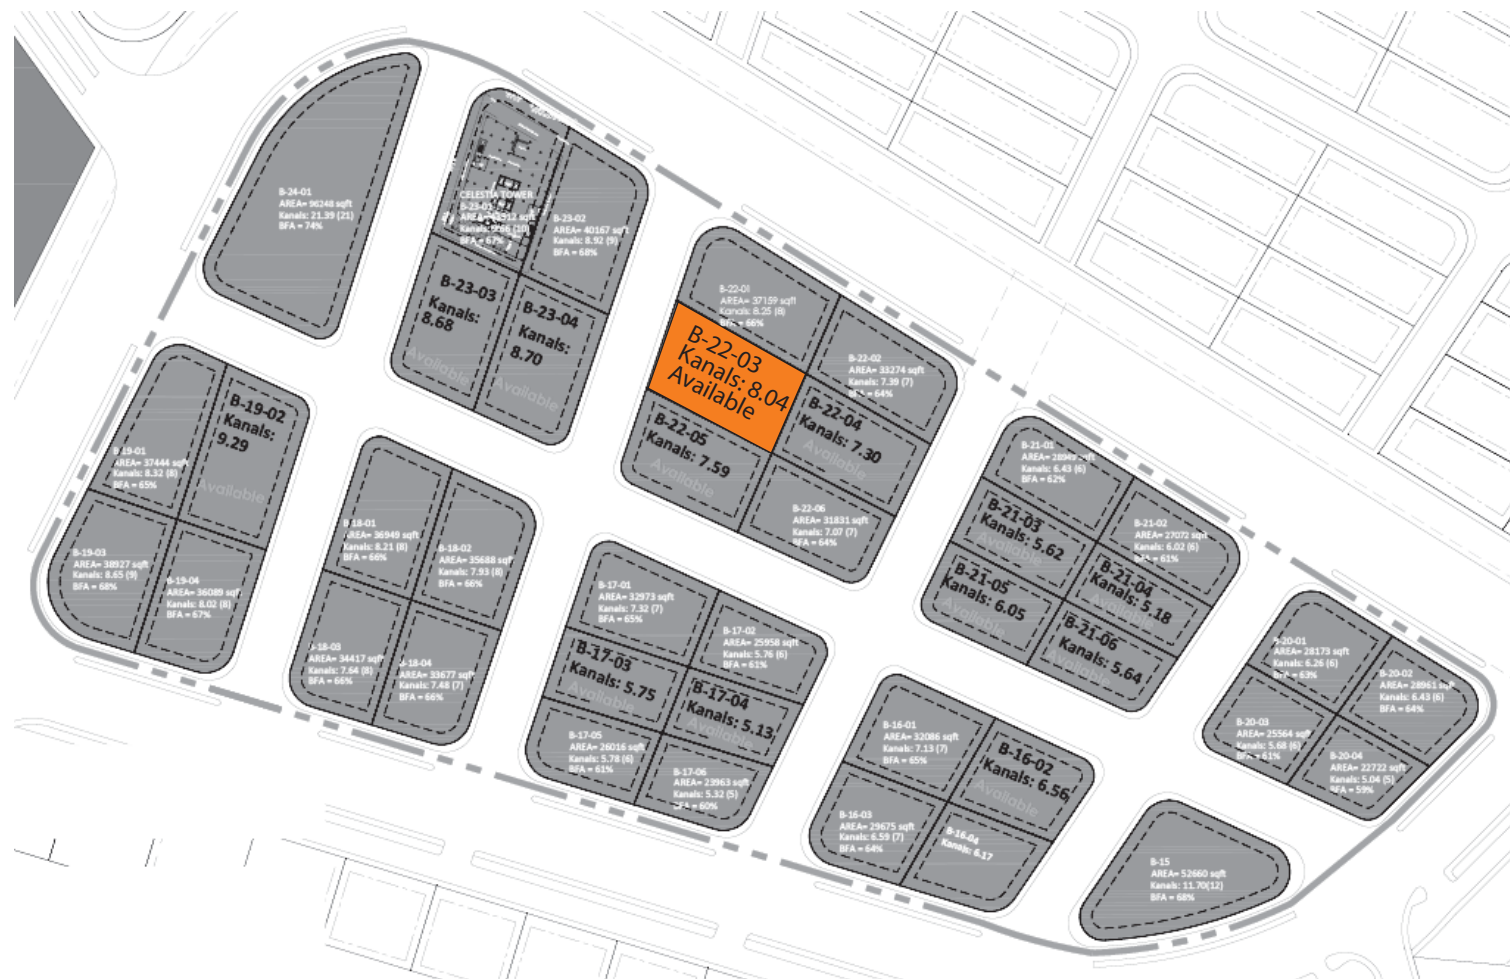 B-24-01
AREA= 96248 sqft
Kanals: 21.39 (21)
BFA = 74%
CELESTIA TOWER
B-23-01
Kanals: 9.66 (10)
BFA = 67%
B-23-02
AREA= 40167 sqft
Kanals: 8.92 (9)
BFA = 68%
B-23-03
Kanals:
8.68
Available
B-23-04
Kanals:
8.70
Available
B-22-01
AREA= 37159 sqft
Kanals: 8.25 (8)
BFA = 66%
B-22-02
AREA= 33274 sqft
Kanals: 7.39 (7)
BFA = 64%
B-22-03
Kanals: 8.04
Available
B-22-04
Kanals: 7.30
Available
B-22-05
Kanals: 7.59
Available
B-22-06
AREA= 31831 sqft
Kanals: 7.07 (7)
BFA = 64%
B-19-01
AREA= 37444 sqft
Kanals: 8.32 (8)
BFA = 65%
B-19-02
Kanals:
9.29
Available
B-19-03
AREA= 38927 sqft
Kanals: 8.65 (9)
BFA = 68%
B-19-04
AREA= 36089 sqft
Kanals: 8.02 (8)
BFA = 67%
B-18-01
AREA= 36949 sqft
Kanals: 8.21 (8)
BFA = 66%
B-18-02
AREA= 35688 sqft
Kanals: 7.93 (8)
BFA = 66%
B-18-03
AREA= 34417 sqft
Kanals: 7.64 (8)
BFA = 66%
B-18-04
AREA= 33677 sqft
Kanals: 7.48 (7)
BFA = 66%
B-17-01
AREA= 32973 sqft
Kanals: 7.32 (7)
BFA = 65%
B-17-02
AREA= 25958 sqft
Kanals: 5.76 (6)
BFA = 61%
B-17-03
Kanals: 5.75
Available
B-17-04
Kanals: 5.13
Available
B-17-05
AREA= 26016 sqft
Kanals: 5.78 (6)
BFA = 61%
B-17-06
AREA= 23963 sqft
Kanals: 5.32 (5)
BFA = 60%
B-21-01
AREA= 28949 sqft
Kanals: 6.43 (6)
BFA = 62%
B-21-02
AREA= 27072 sqft
Kanals: 6.02 (6)
BFA = 61%
B-21-03
Kanals: 5.62
Available
B-21-04
Kanals: 5.18
Available
B-21-05
Kanals: 6.05
Available
B-21-06
Kanals: 5.64
Available
B-16-01
AREA= 32086 sqft
Kanals: 7.13 (7)
BFA = 65%
B-16-02
Kanals: 6.56
Available
B-16-03
AREA= 29675 sqft
Kanals: 6.59 (7)
BFA = 64%
B-16-04
Kanals: 6.17
B-20-01
AREA= 28173 sqft
Kanals: 6.26 (6)
BFA = 63%
B-20-02
AREA= 28961 sqft
Kanals: 6.43 (6)
BFA = 64%
B-20-03
AREA= 25564 sqft
Kanals: 5.68 (6)
BFA = 61%
B-20-04
AREA= 22722 sqft
Kanals: 5.04 (5)
BFA = 59%
B-15
AREA= 52660 sqft
Kanals: 11.70(12)
BFA = 68%